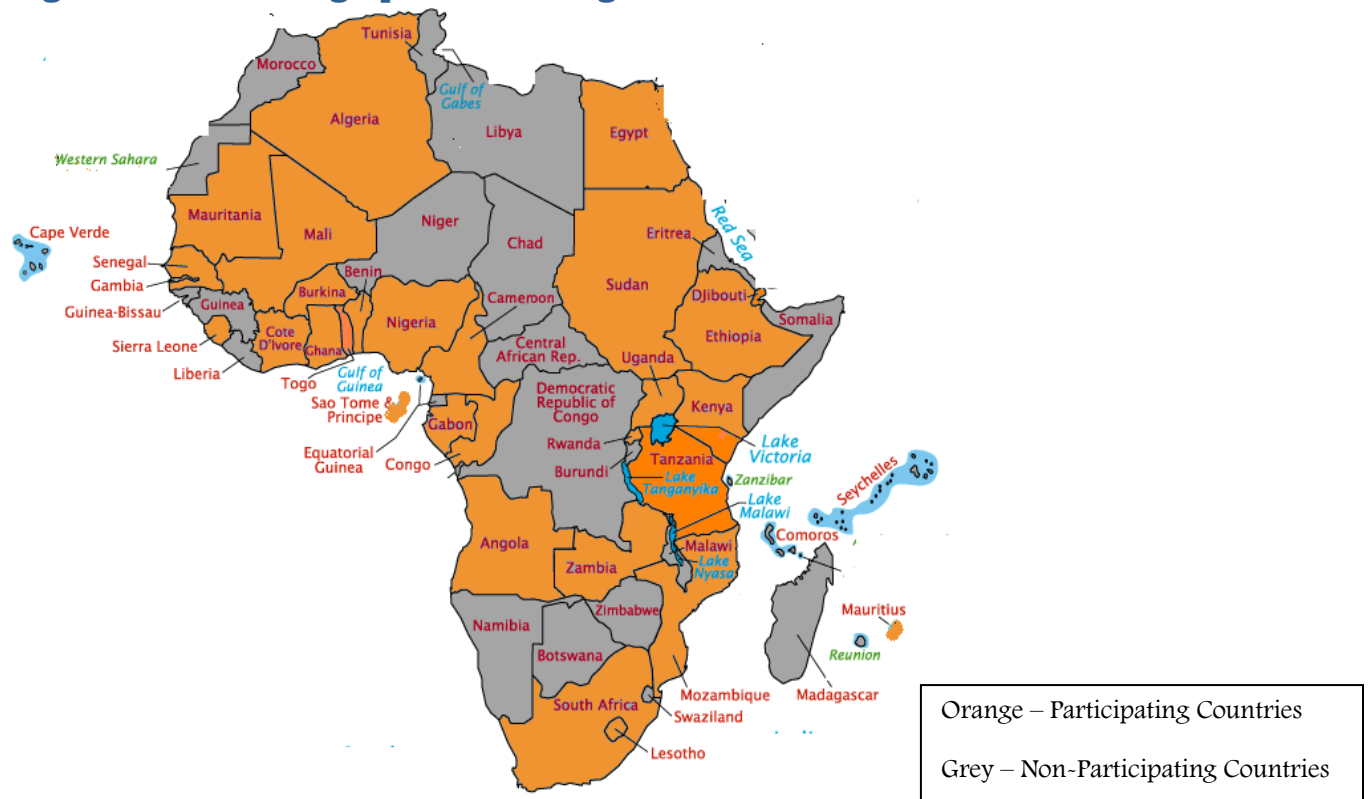 Tunisia
Morocco
Gulf of
Gabes
Algeria
Libya
Egypt
Western Sahara
Mauritania
Mali
Niger
Chad
Red Sea
Eritrea
Cape Verde
Senegal
Gambia
Guinea-Bissau
Guinea
Benin
Burkina
Cameroon
Sudan
DJibouti
Nigeria
Somalia
Ethiopia
Sierra Leone
Cote
D'Ivore
Ghana
Central
African Rep.
Uganda
Liberia
Togo
Gulf of
Guinea
Democratic
Republic of
Congo
Sao Tome &
Principe
Kenya
Gabon
Equatorial
Guinea
Congo
Rwanda
Burundi
Tanzania
Lake
Victoria
Lake
Tanganyika
Zanzibar
Lake
Malawi
Seychelles
Comoros
Angola
Malawi
Lake
Nyasa
Zambia
Zimbabwe
Namibia
Botswana
Mauritius
Reunion
Mozambique
Madagascar
South Africa
Swaziland
Lesotho
Orange – Participating Countries
Grey – Non-Participating Countries